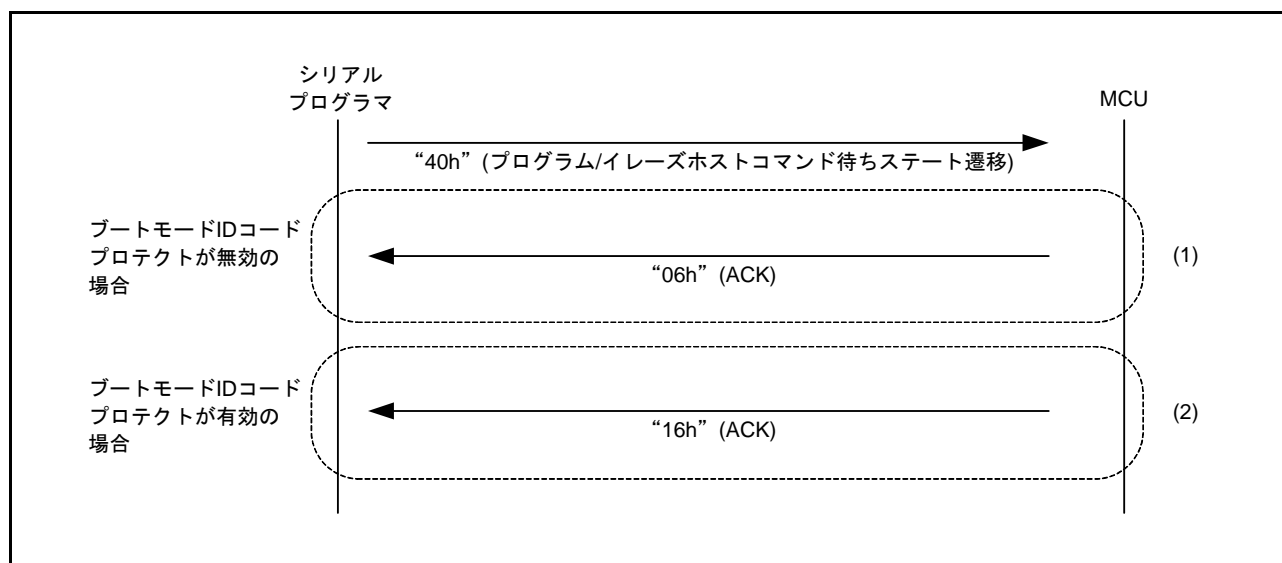 シリアル
プログラマ
MCU
“40h” (プログラム/イレーズホストコマンド待ちステート遷移)
ブートモードIDコード
プロテクトが無効の
場合
“06h” (ACK)
(1)
ブートモードIDコード
プロテクトが有効の
場合
“16h” (ACK)
(2)